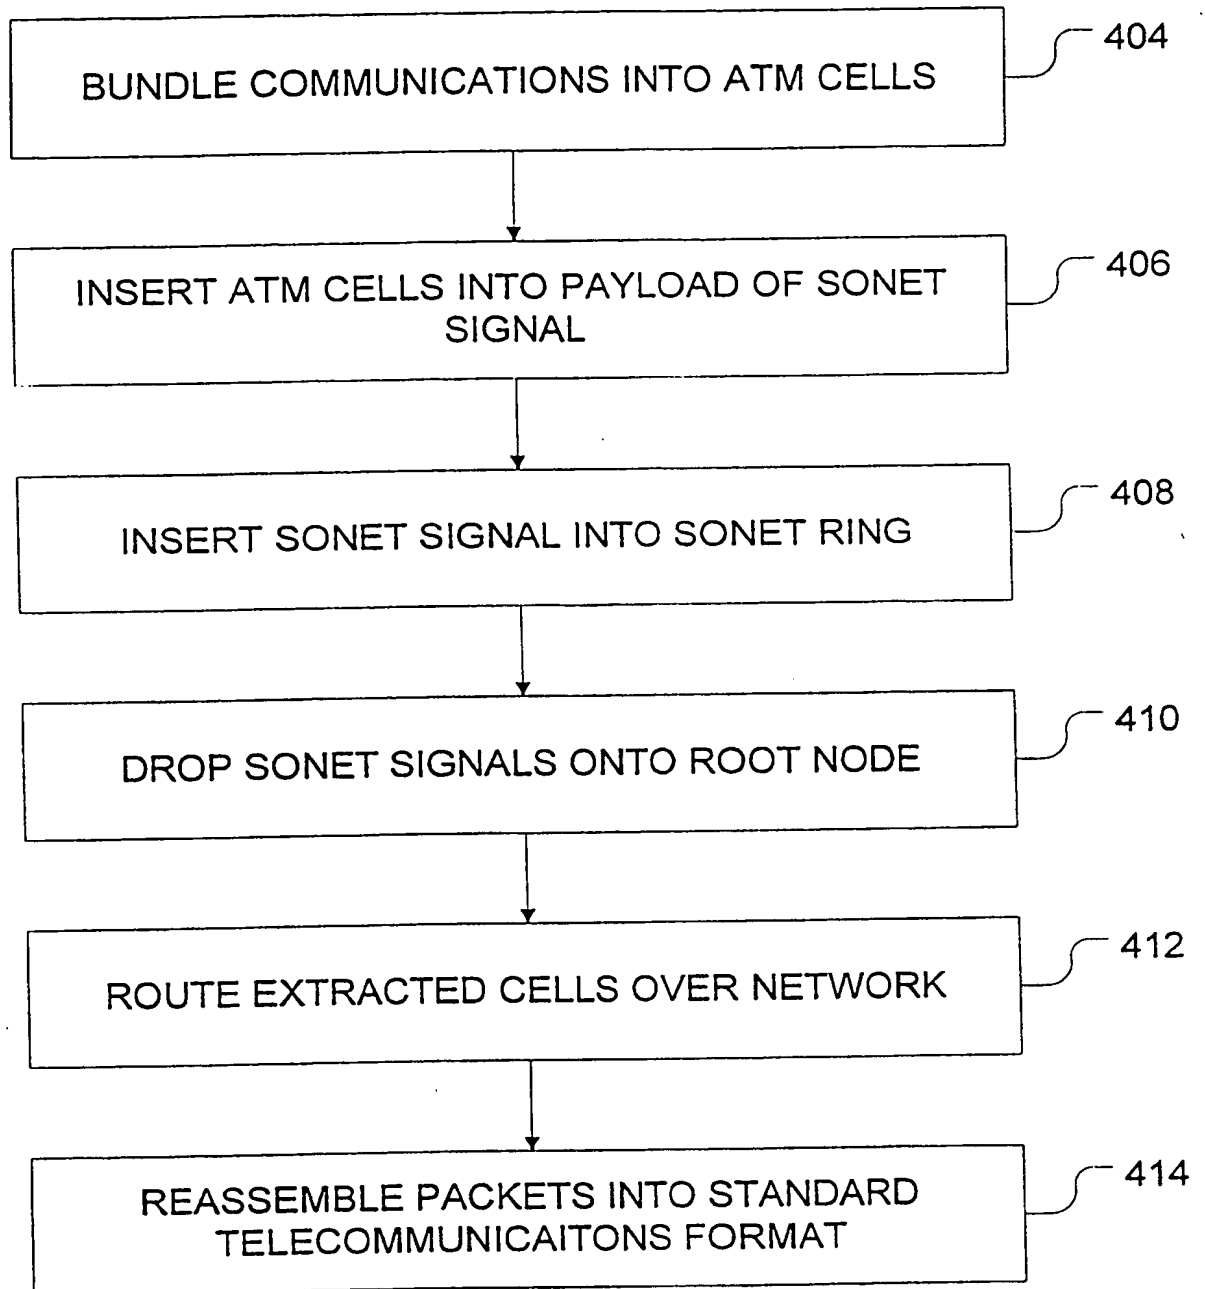 BUNDLE COMMUNICATIONS INTO ATM CELLS
404
INSERT ATM CELLS INTO PAYLOAD OF SONET
SIGNAL
406
INSERT SONET SIGNAL INTO SONET RING
408
DROP SONET SIGNALS ONTO ROOT NODE
410
ROUTE EXTRACTED CELLS OVER NETWORK
412
REASSEMBLE PACKETS INTO STANDARD
TELECOMMUNICAITONS FORMAT
414